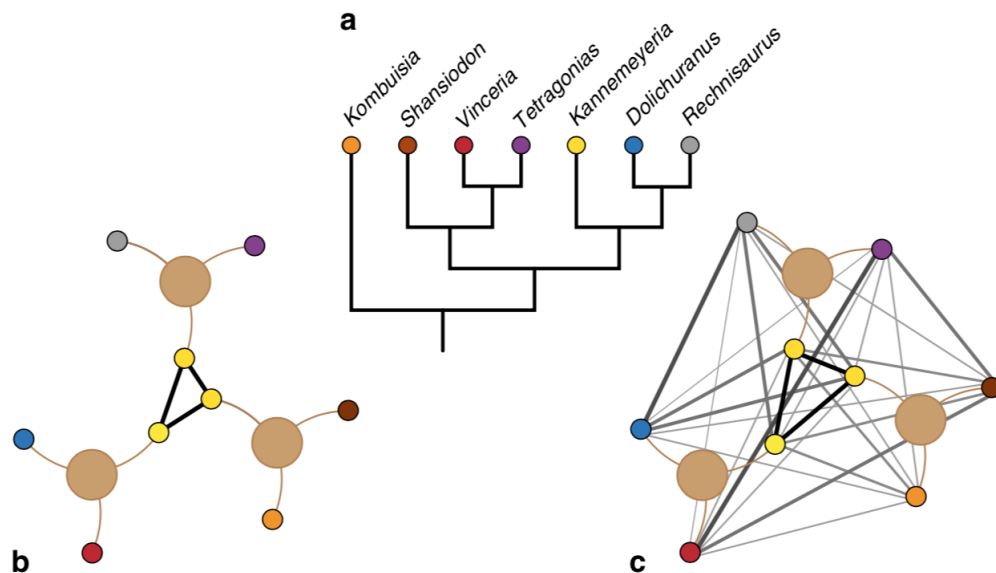 a
Kombuisia
Shansiodon
Vinceria
Tetragonias
Kannemeyeria
Dolichuranus
Rechnisaurus
b
c